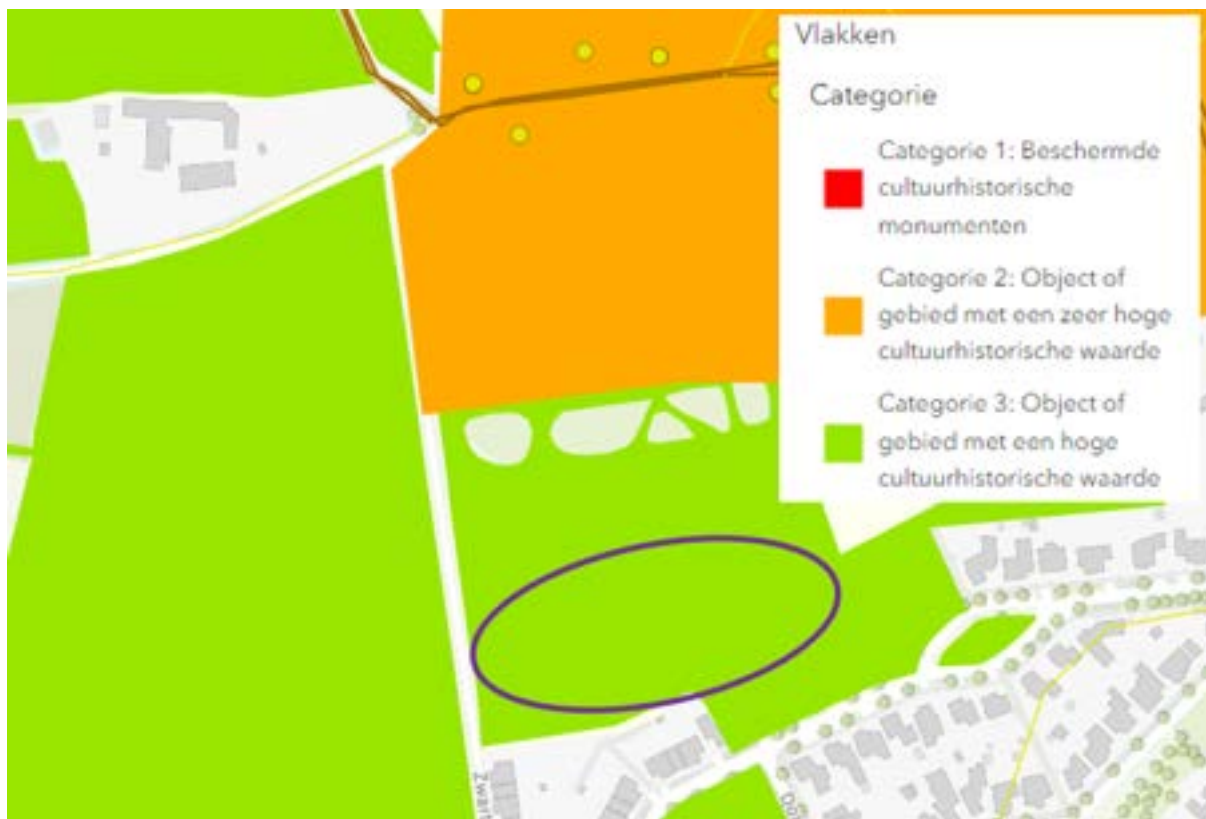 Vlakken
Categorie
Categorie 1: Beschermde
cultuurhistorische
monumenten
Categorie 2: Object of
gebied met een zeer hoge
cultuurhistorische waarde
Categorie 3: Object of
gebied met een hoge
cultuurhistorische waarde
Zwart